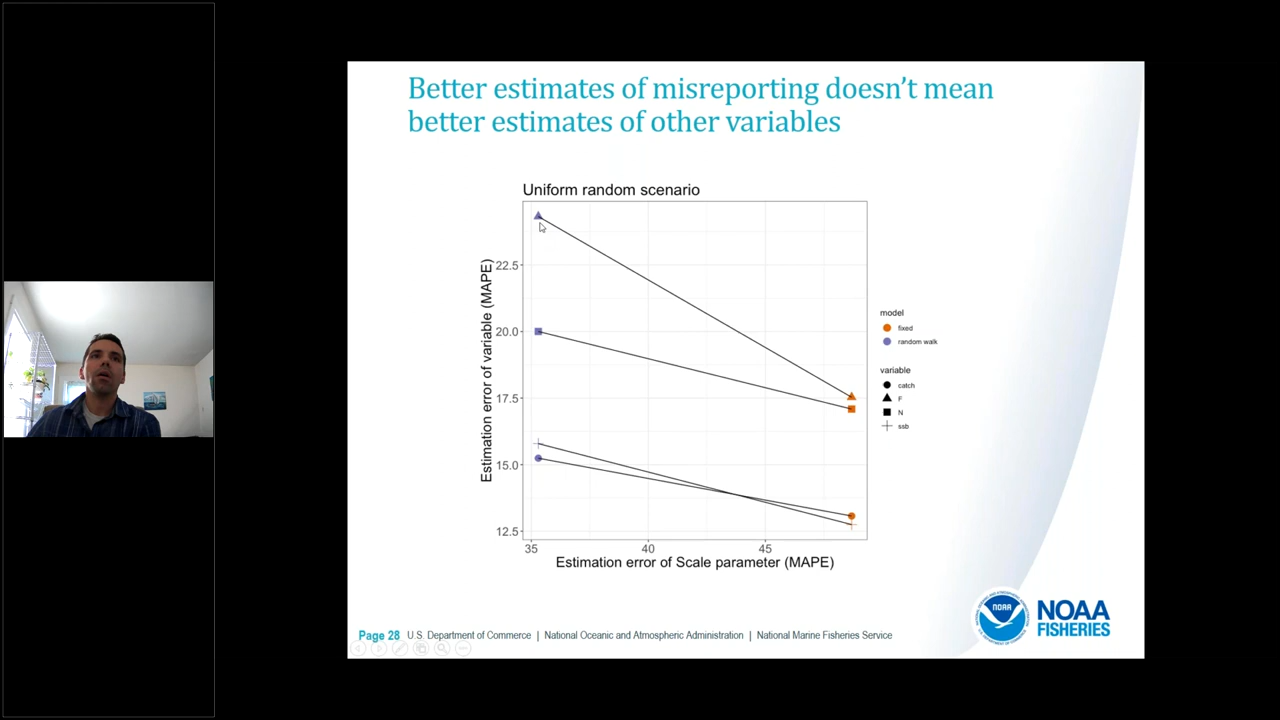 Better estimates of misreporting doesn't mean
better estimates of other variables
Uniform random scenario
Estimation error of variable (MAPE)
22.5
20.0
17.5
15.0
12.5
35
40
45
Estimation error of Scale parameter (MAPE)
model
fixed
random walk
variable
catch
F
N
ssb
NOAA
NOAA
FISHERIES
Page 28 U.S. Department of Commerce | National Oceanic and Atmospheric Administration | National Marine Fisheries Service